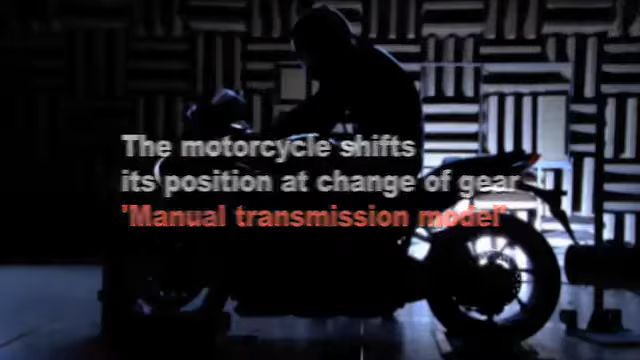 The motorcycle shifts
its position at change of gear
'Manual transmission model'